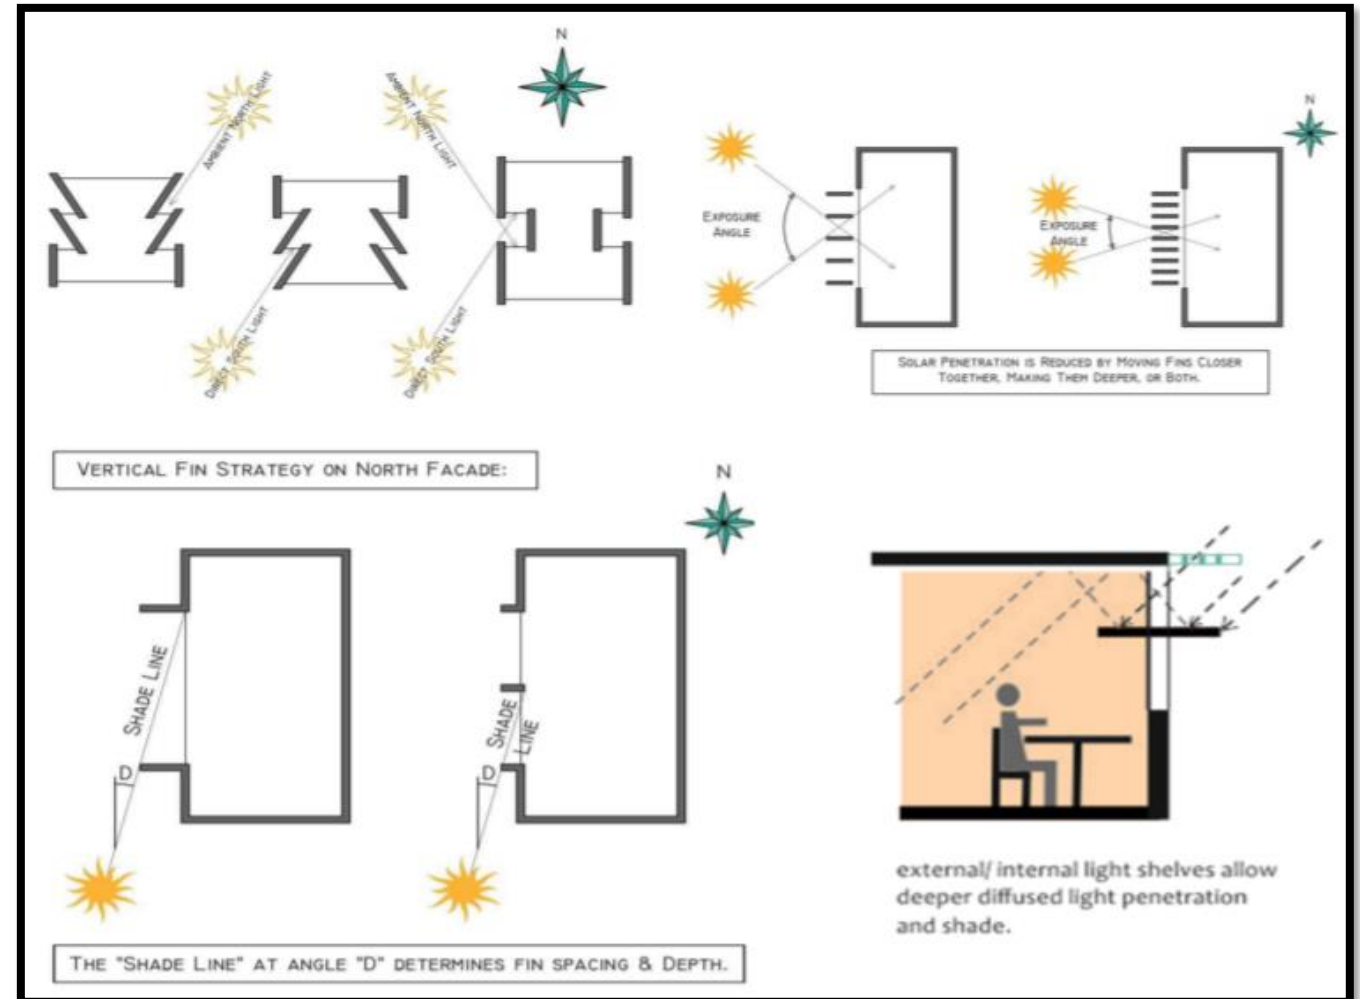 N
AMBIENT NORTH LIGHT
AMBIENT NORTH LIGHT
DIRECT SOUTH LIGHT
DIRECT SOUTH LIGHT
N
EXPOSURE
ANGLE
EXPOSURE
ANGLE
SOLAR PENETRATION IS REDUCED BY MOVING FINS CLOSER
TOGETHER, MAKING THEM DEEPER, OR BOTH.
VERTICAL FIN STRATEGY ON NORTH FACADE:
N
SHADE LINE
D
SHADE
LINE
D
THE "SHADE LINE" AT ANGLE "D" DETERMINES FIN SPACING & DEPTH.
external/ internal light shelves allow
deeper diffused light penetration
and shade.